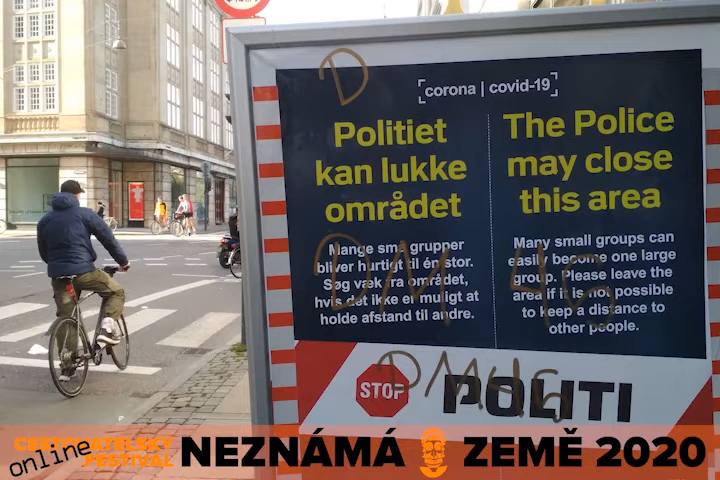 D
[corona | covid-19]
Politiet
kan lukke
området
Mange små grupper
bliver hurtigt til én stor.
Søg væk fra området,
hvis det ikke er muligt at
holde afstand til andre.
The Police
may close
this area
Many small groups can
easily become one large
group. Please leave the
area if it is not possible
to keep a distance to
other people.
DM 4S
STOP
POLITI
DM4S
CESTOVATELSKÝ
FESTIVAL
online
NEZNÁMÁ ZEMĚ 2020